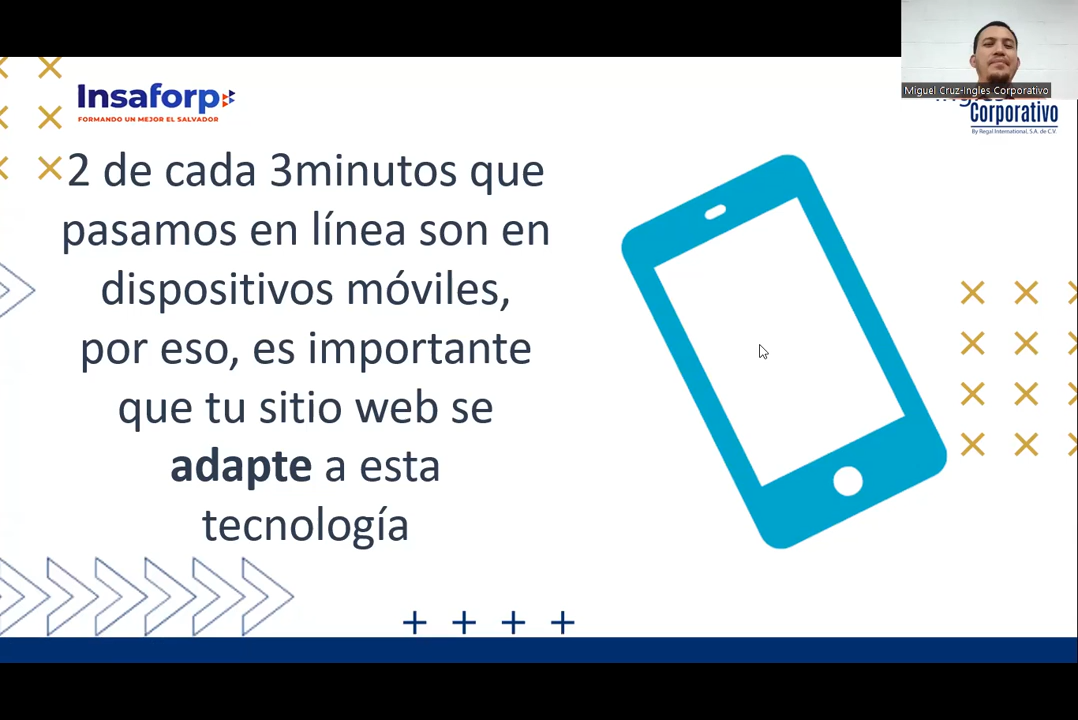 Insaforp
FORMANDO UN MEJOR EL SALVADOR
Miguel Cruz-Ingles Corporativo
Corporativo
By Regal International, S.A. de C.V.
2 de cada 3minutos que
pasamos en línea son en
dispositivos móviles,
por eso, es importante
que tu sitio web se
adapte a esta
tecnología